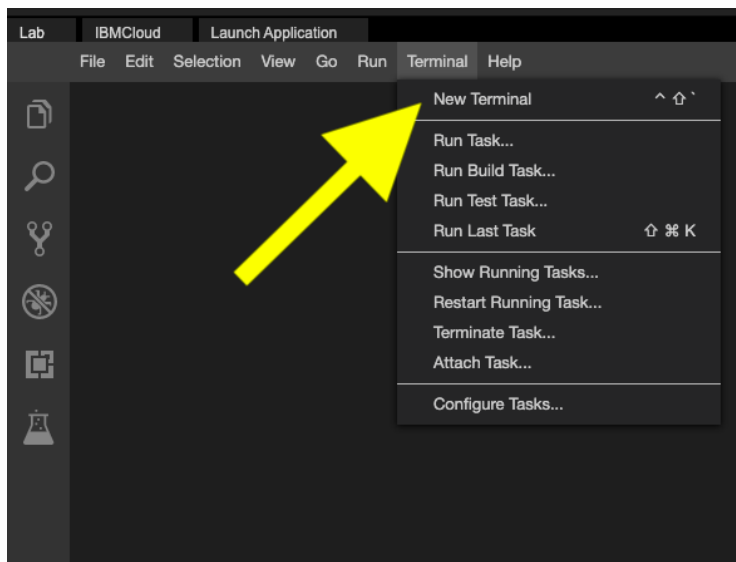 Lab IBMCloud Launch Application
File Edit Selection View Go Run Terminal Help
New Terminal ^ ⇧ `
Run Task...
Run Build Task...
Run Test Task...
Run Last Task ⇧ ⌘ K
Show Running Tasks...
Restart Running Task...
Terminate Task...
Attach Task...
Configure Tasks...